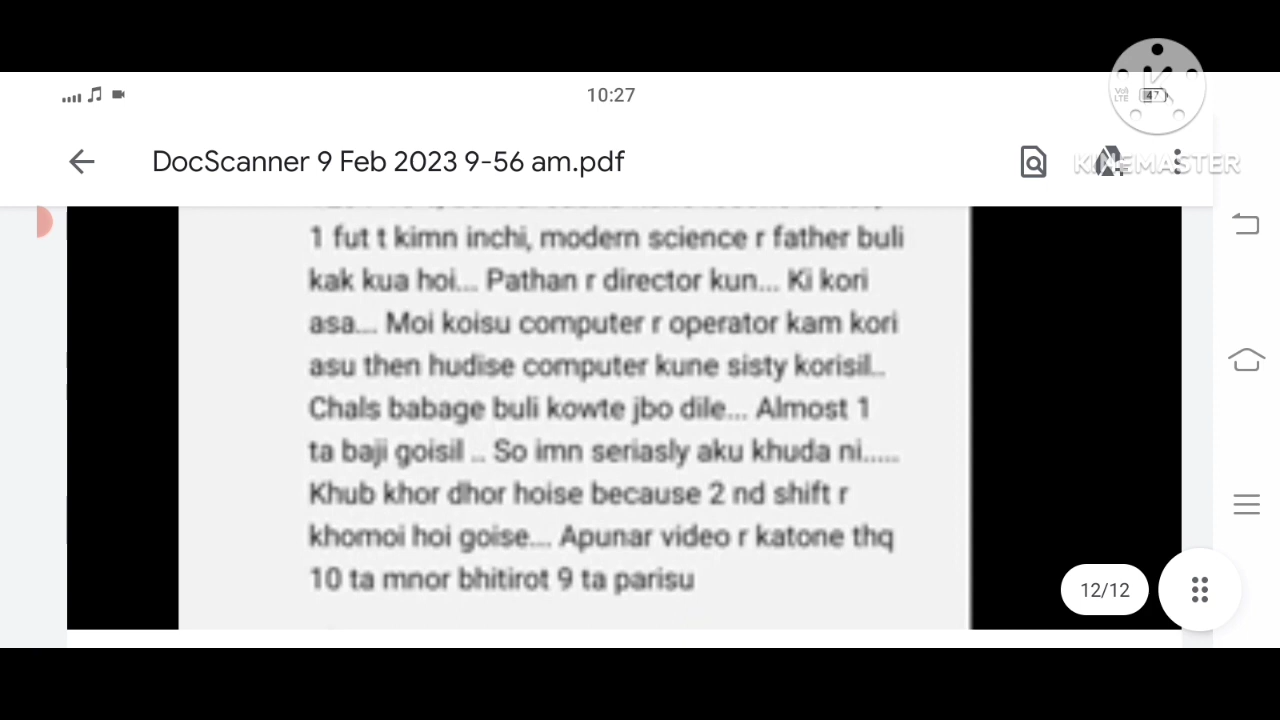 10:27
Vo)) LTE
47
DocScanner 9 Feb 2023 9-56 am.pdf
KINEMASTER
1 fut t kimn inchi, modern science r father buli
kak kua hoi... Pathan r director kun... Ki kori
asa... Moi koisu computer r operator kam kori
asu then hudise computer kune sisty korisil..
Chals babage buli kowte jbo dile... Almost 1
ta baji goisil .. So imn seriasly aku khuda ni.....
Khub khor dhor hoise because 2 nd shift r
khomoi hoi goise... Apunar video r katone thq
10 ta mnor bhitirot 9 ta parisu
12/12